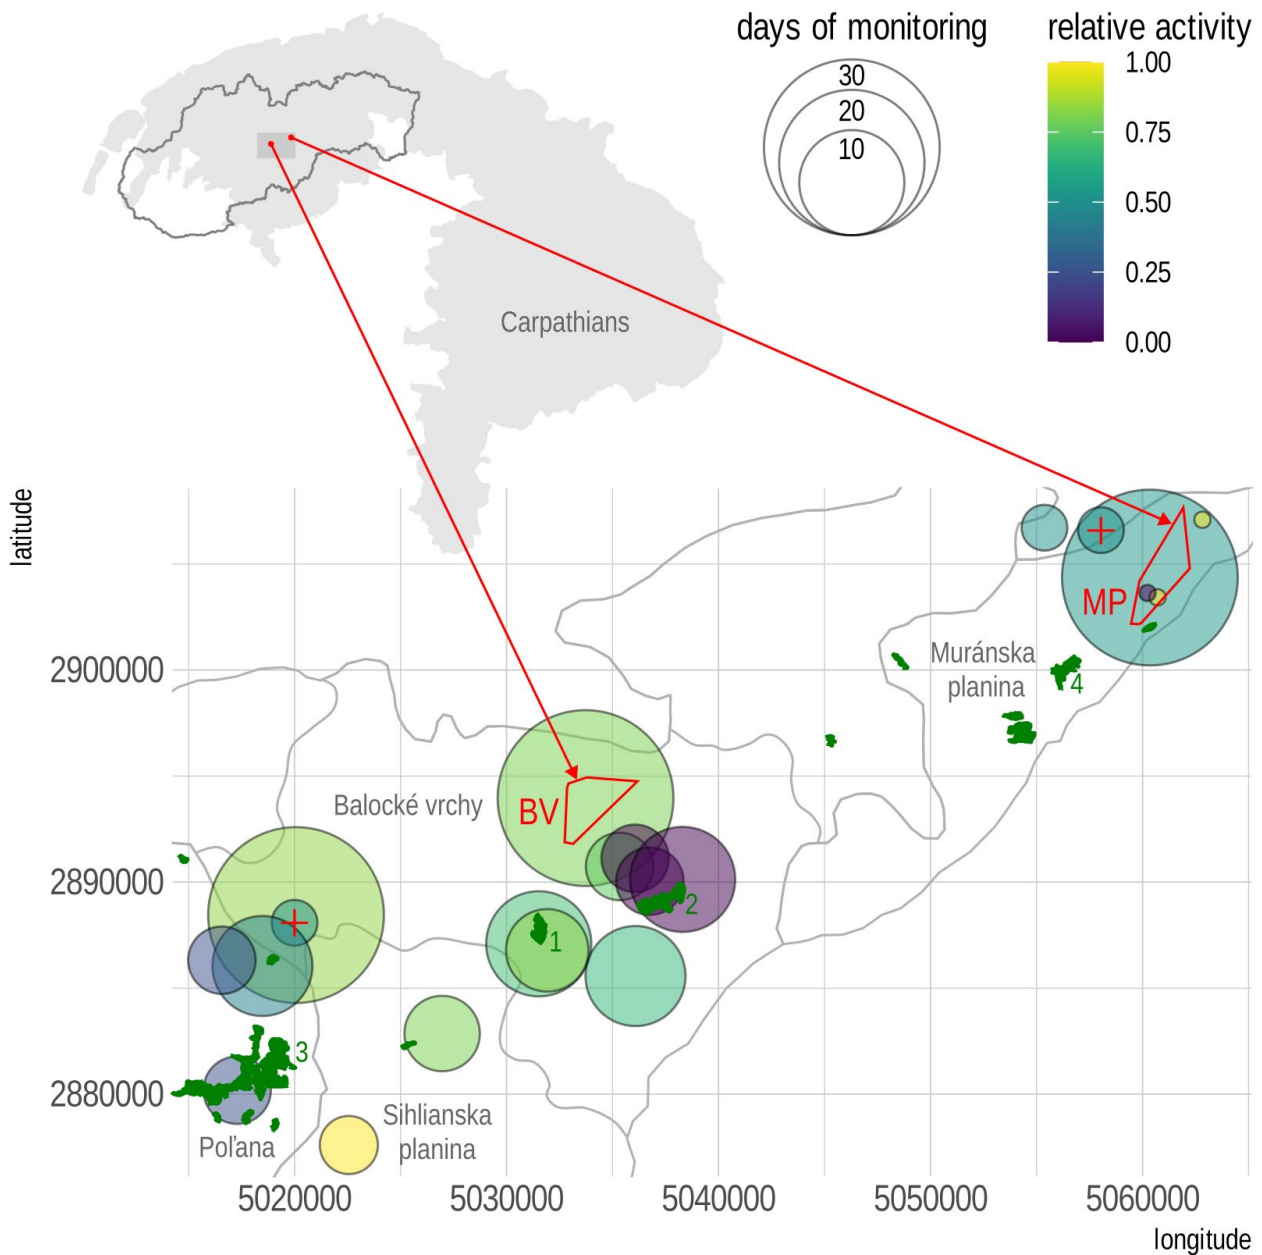 days of monitoring
30
20
10
relative activity
1.00
0.75
0.50
0.25
0.00
Carpathians
latitude
2900000
2890000
2880000
MP
Muránska
planina
4
Balocké vrchy
BV
2
1
3
Poľana
Sihlianska
planina
5020000
5030000
5040000
5050000
5060000
longitude